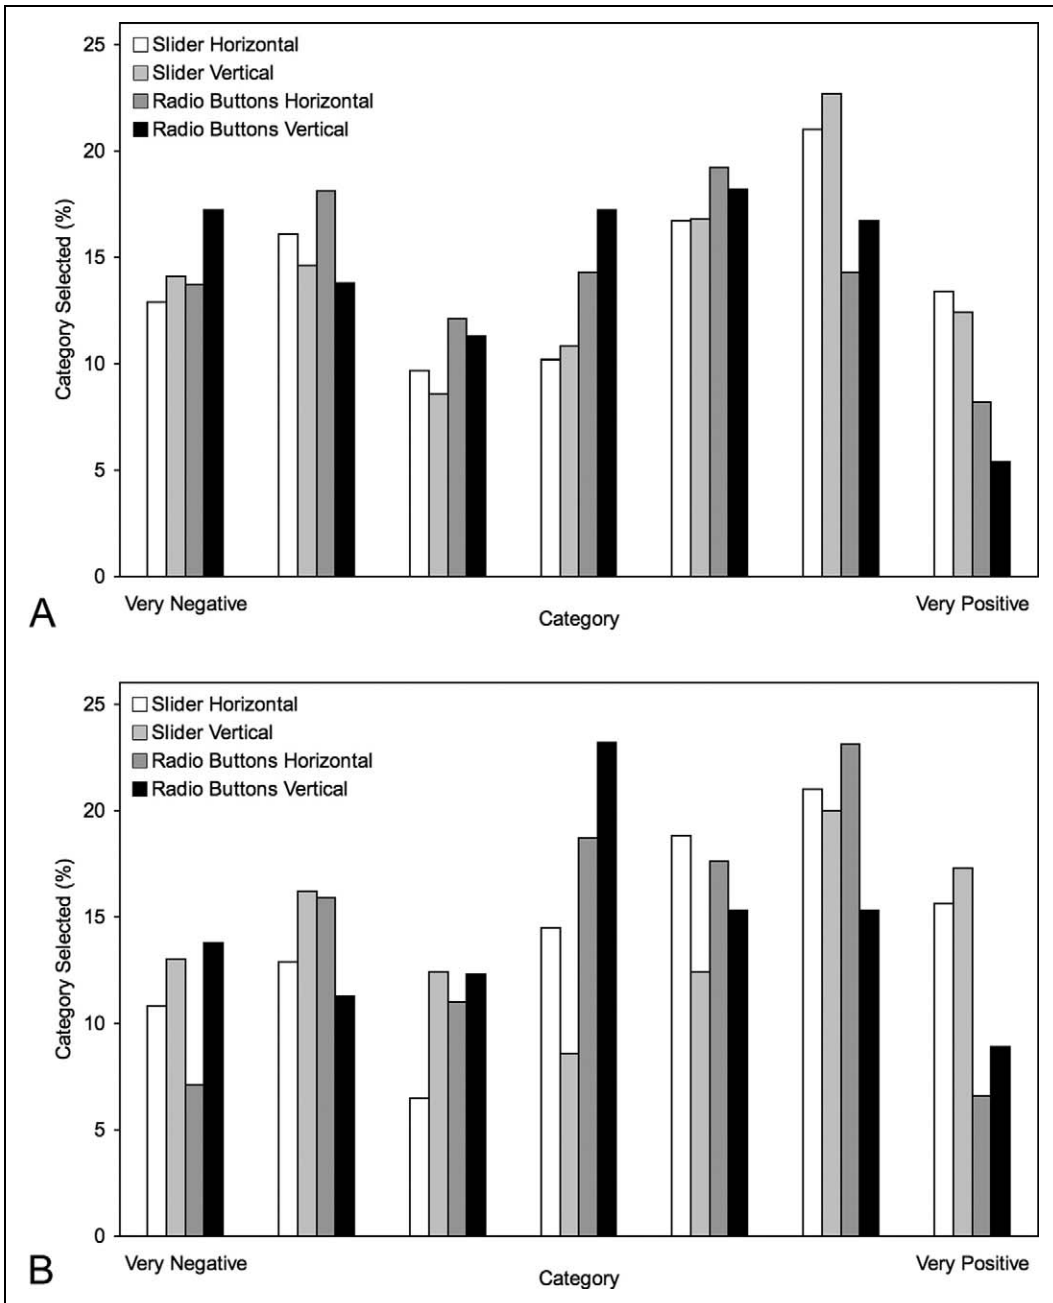 25
20
15
10
5
0
Category Selected (%)
Slider Horizontal
Slider Vertical
Radio Buttons Horizontal
Radio Buttons Vertical
Very Negative
Very Positive
Category
A
25
20
15
10
5
0
Category Selected (%)
Slider Horizontal
Slider Vertical
Radio Buttons Horizontal
Radio Buttons Vertical
Very Negative
Very Positive
Category
B